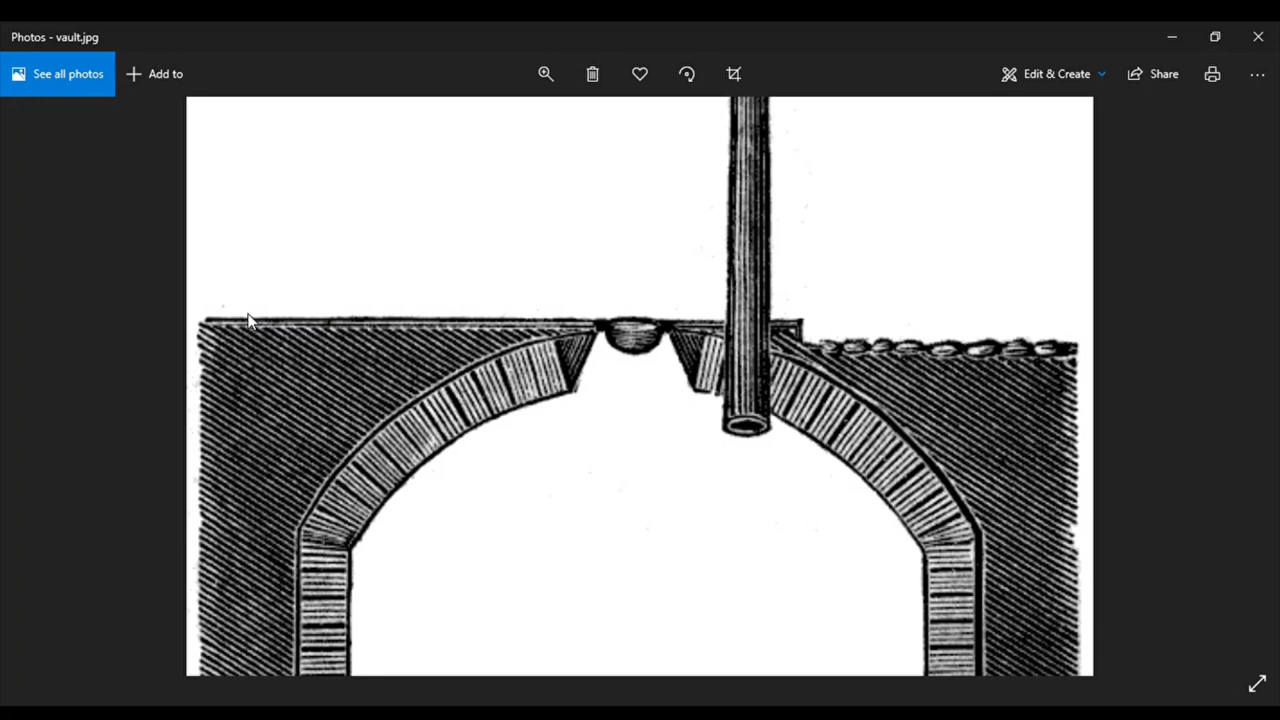 Photos - vault.jpg
See all photos
Add to
Edit & Create
Share